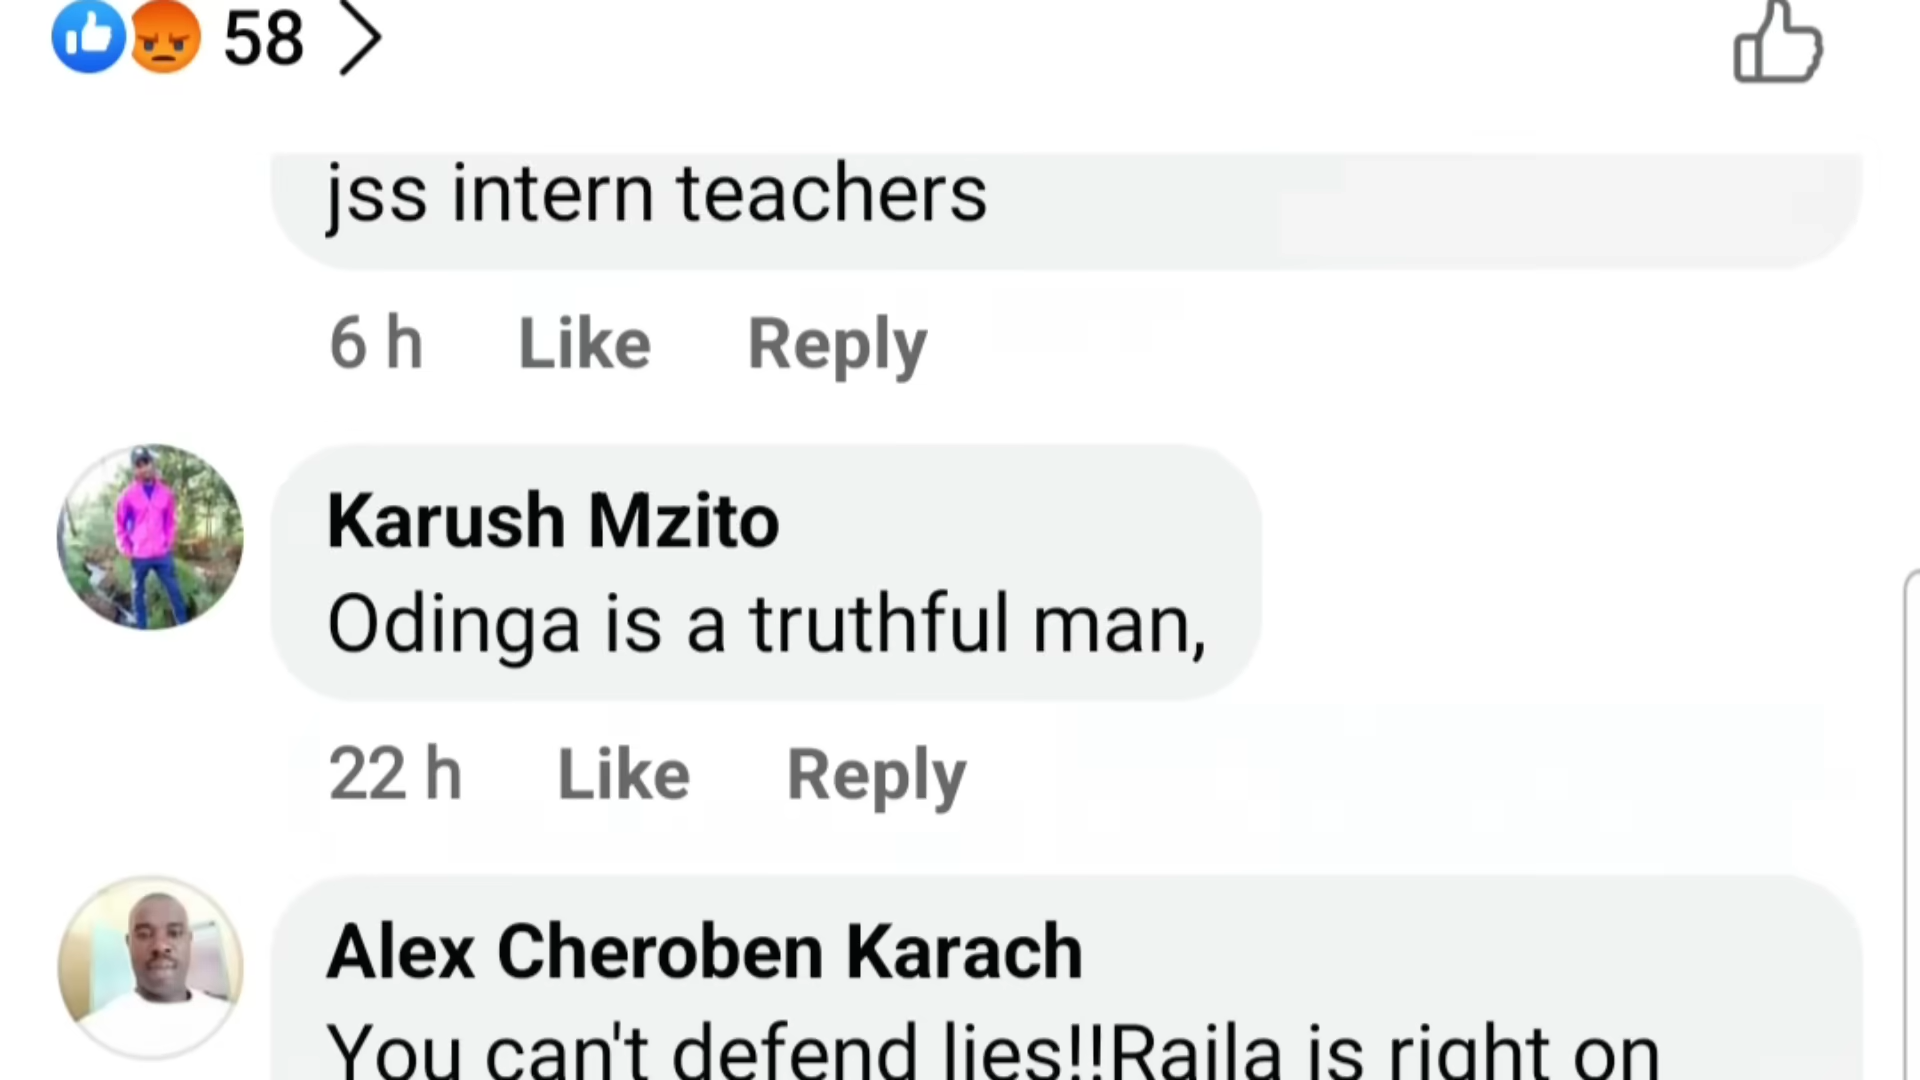 58
jss intern teachers
6 h Like Reply
Karush Mzito
Odinga is a truthful man,
22 h Like Reply
Alex Cheroben Karach
You can't defend lies!!Raila is right on